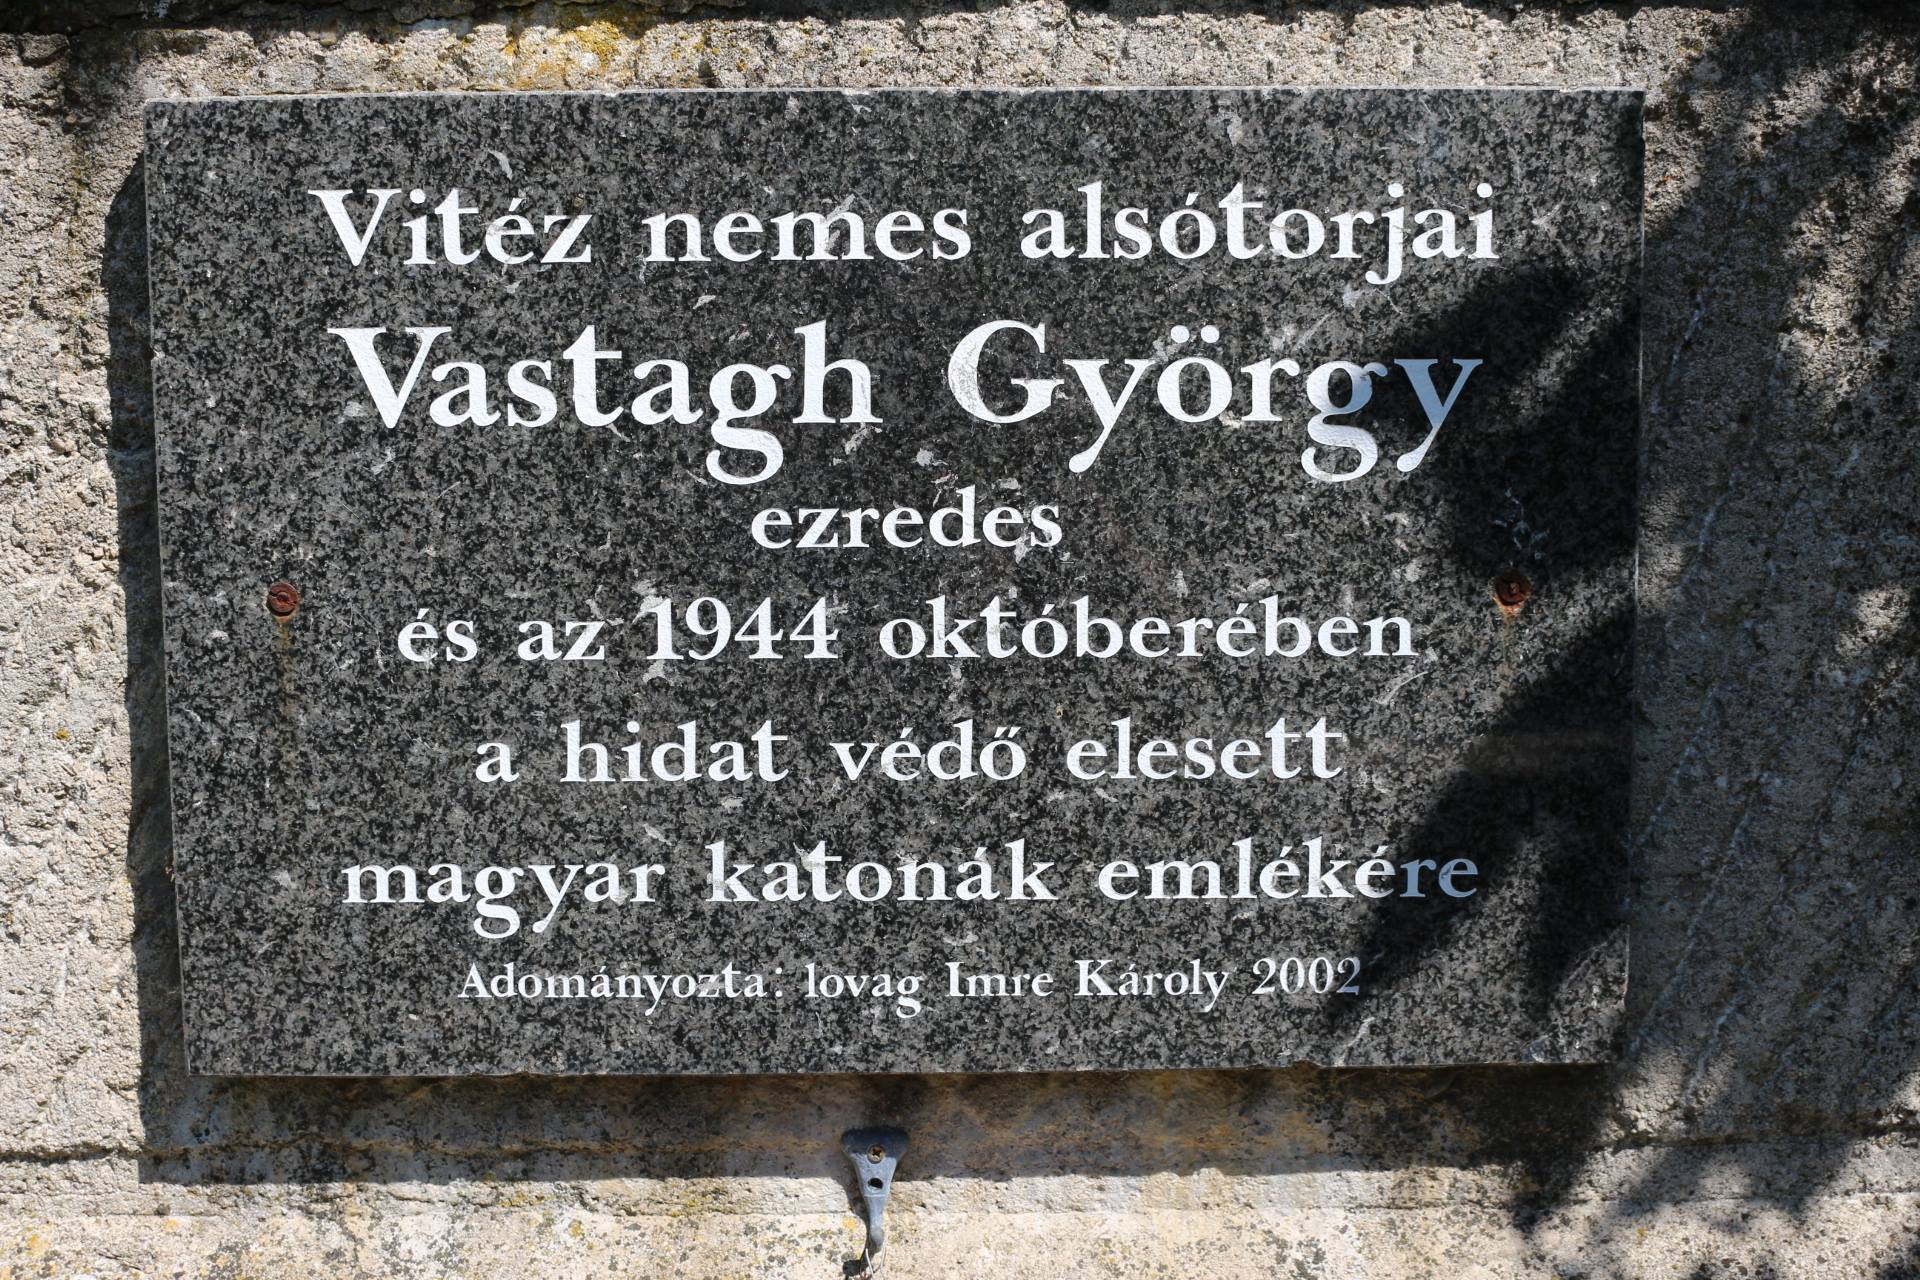 Vitéz nemes alsótorjai
Vastagh György
ezredes
és az 1944 októberében
a hidat védő elesett
magyar katonák emlékére
Adományozta: lovag Imre Károly 2002